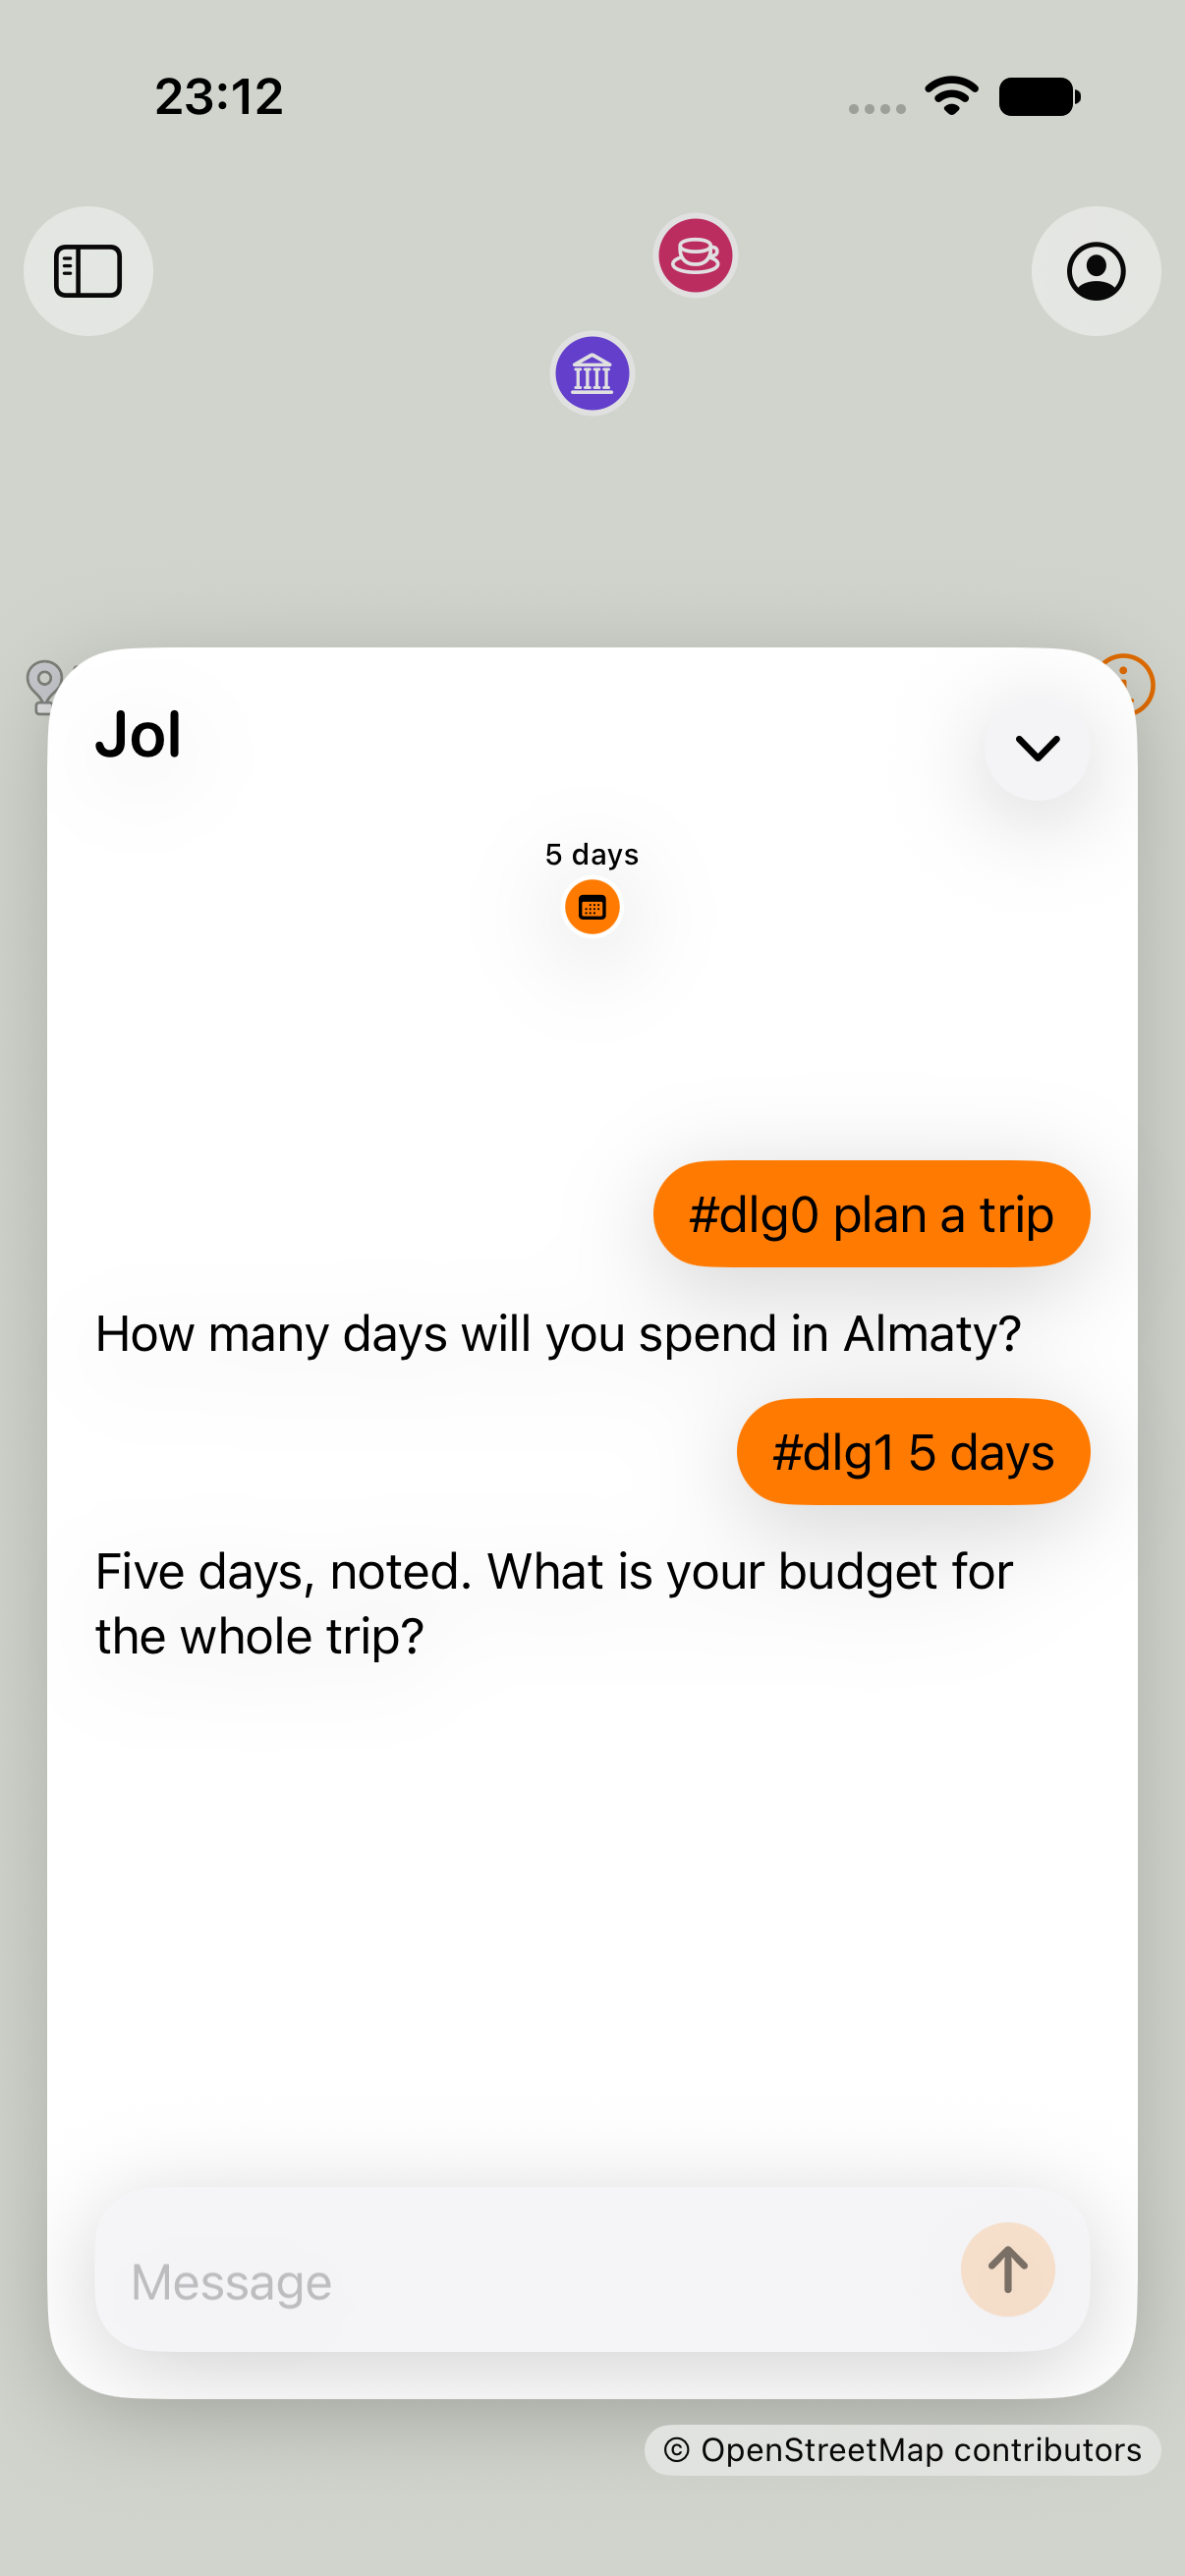 23:12
Jol
5 days
#dlg0 plan a trip
How many days will you spend in Almaty?
#dlg1 5 days
Five days, noted. What is your budget for
the whole trip?
Message
© OpenStreetMap contributors